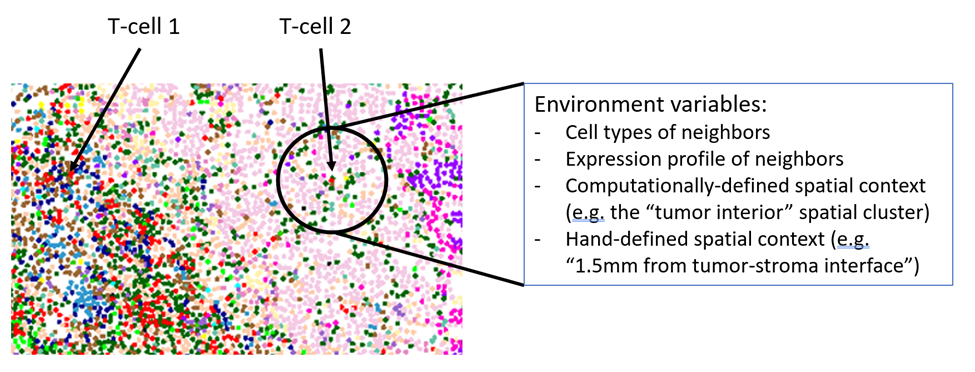 T-cell 1
T-cell 2
Environment variables:
- Cell types of neighbors
- Expression profile of neighbors
- Computationally-defined spatial context
(e.g. the “tumor interior” spatial cluster)
- Hand-defined spatial context (e.g.
“1.5mm from tumor-stroma interface”)